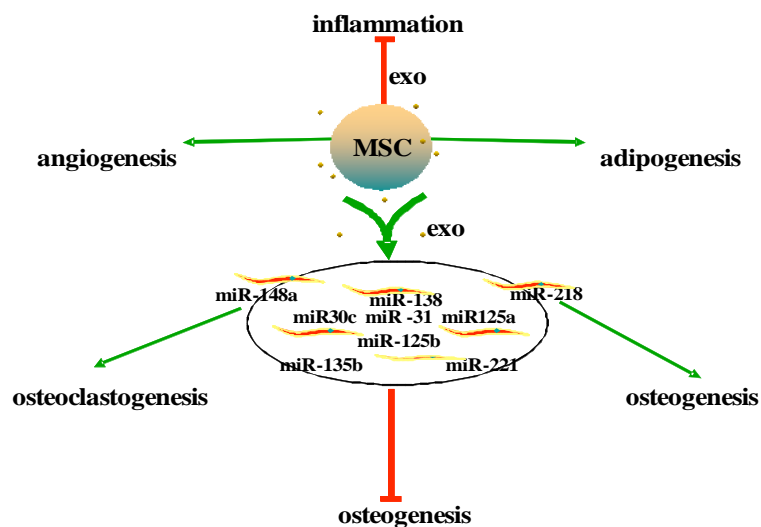 inflammation
exo
MSC
angiogenesis
adipogenesis
exo
miR-148a
miR-138
miR-218
miR30c miR -31 miR125a
miR-125b
miR-135b
miR-221
osteoclastogenesis
osteogenesis
osteogenesis